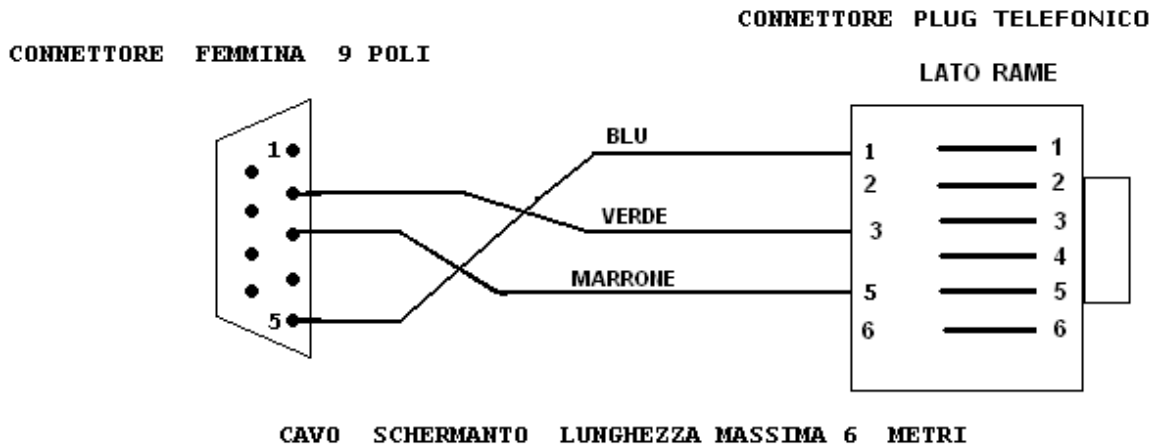 CONNETTORE PLUG TELEFONICO
CONNETTORE FEMMINA 9 POLI
LATO RAME
1
5
BLU
VERDE
MARRONE
1
2
3
5
6
1
2
3
4
5
6
CAVO SCHERMANTO LUNGHEZZA MASSIMA 6 METRI